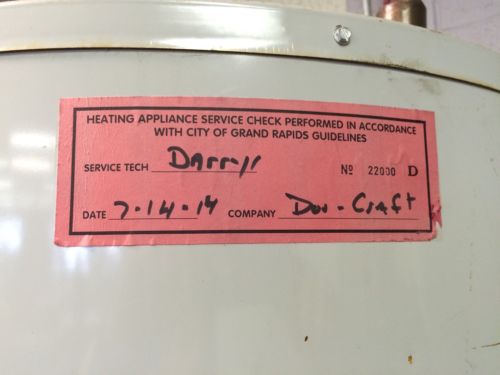 HEATING APPLIANCE SERVICE CHECK PERFORMED IN ACCORDANCE
WITH CITY OF GRAND RAPIDS GUIDELINES
SERVICE TECH Darryl Nº 22000 D
DATE 7-14-14 COMPANY Duo-Craft